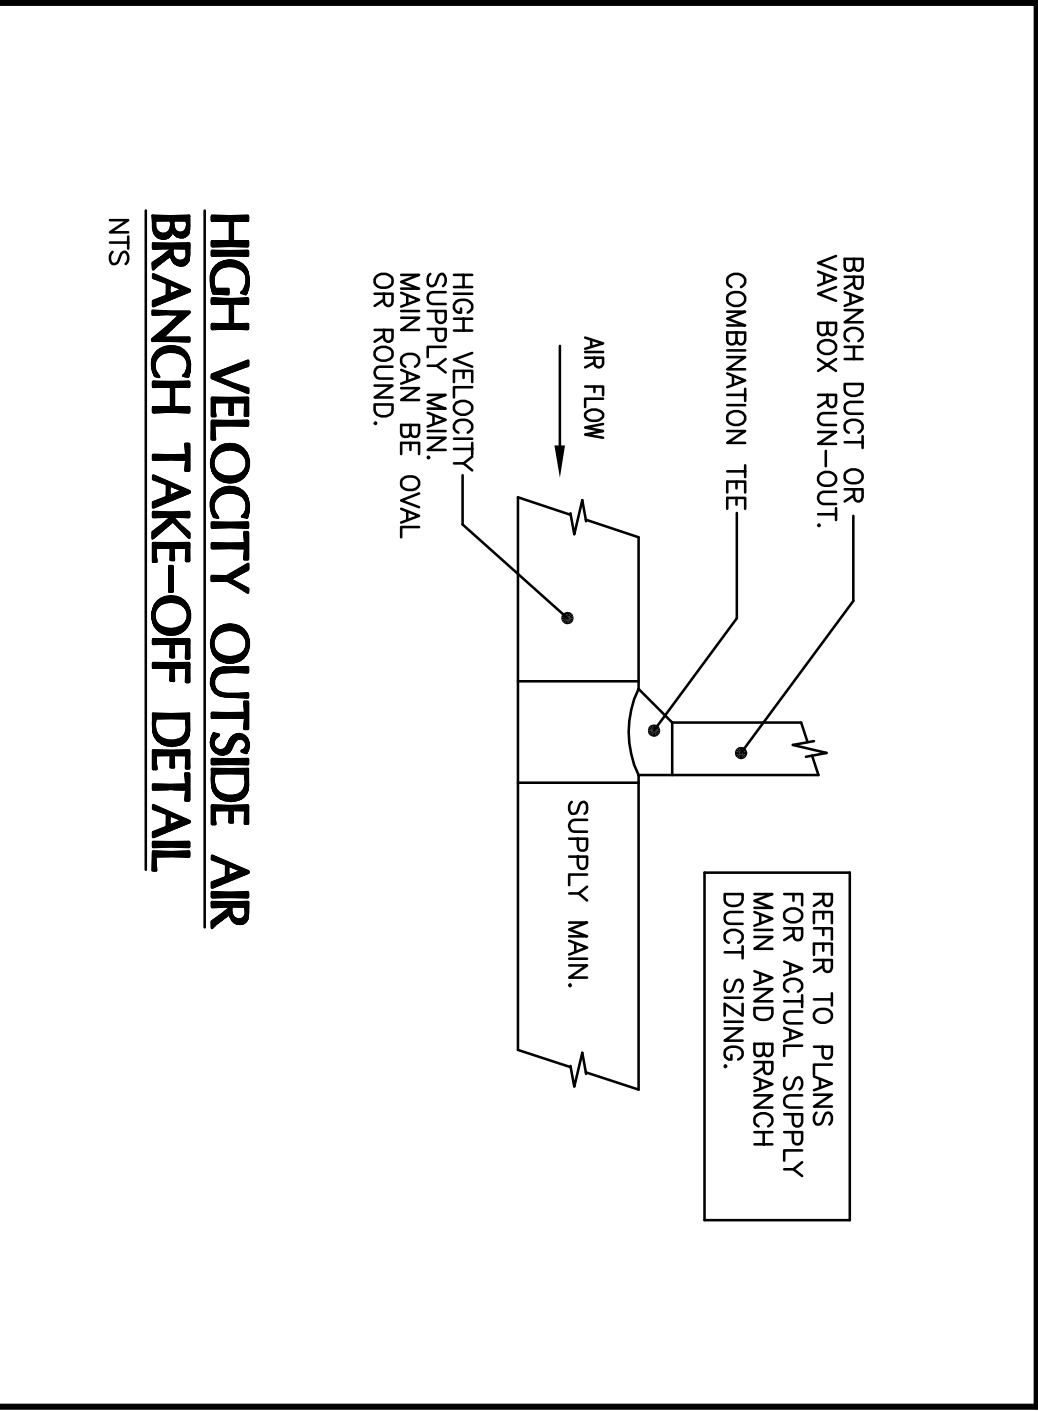 REFER TO PLANS
FOR ACTUAL SUPPLY
MAIN AND BRANCH
DUCT SIZING.
BRANCH DUCT OR
VAV BOX RUN-OUT.
COMBINATION TEE
AIR FLOW
SUPPLY MAIN.
HIGH VELOCITY
SUPPLY MAIN.
MAIN CAN BE OVAL
OR ROUND.
HIGH VELOCITY OUTSIDE AIR
BRANCH TAKE-OFF DETAIL
NTS